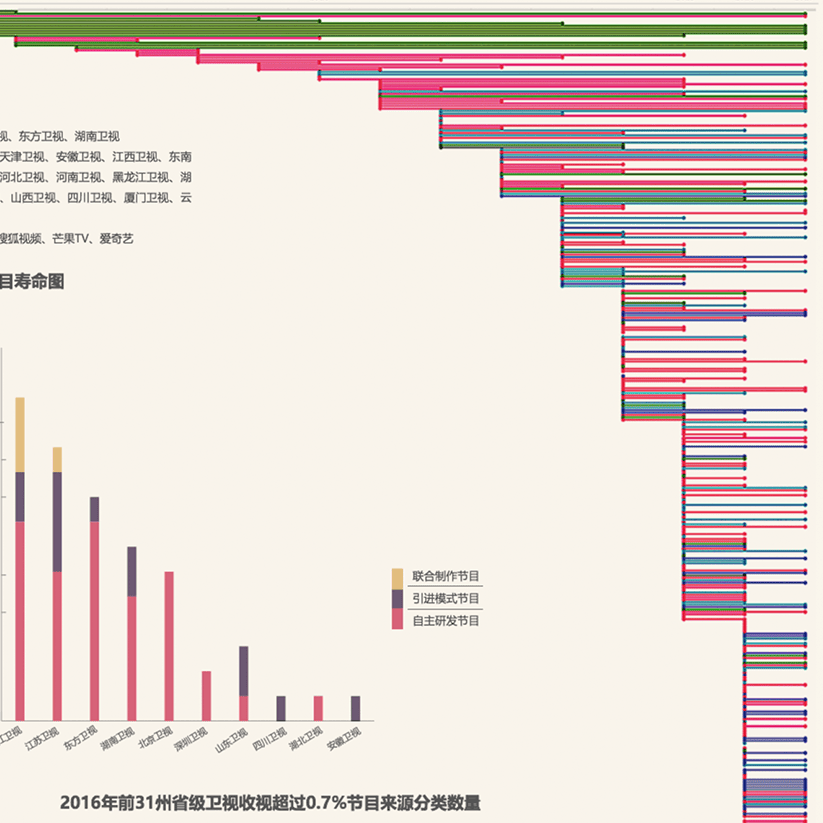 视、东方卫视、湖南卫视
天津卫视、安徽卫视、江西卫视、东南
河北卫视、河南卫视、黑龙江卫视、湖
、山西卫视、四川卫视、厦门卫视、云
搜狐视频、芒果TV、爱奇艺
目寿命图
联合制作节目
引进模式节目
自主研发节目
江卫视
江苏卫视
东方卫视
湖南卫视
北京卫视
深圳卫视
山东卫视
四川卫视
湖北卫视
安徽卫视
2016年前31州省级卫视收视超过0.7%节目来源分类数量